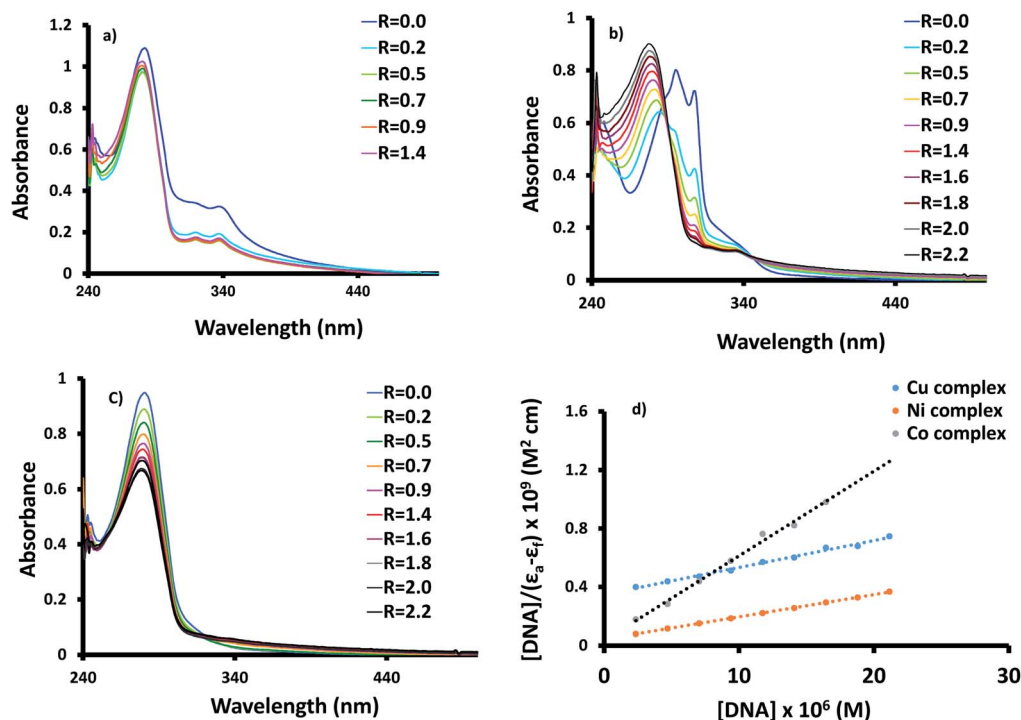 a)
Absorbance
1.2
1
0.8
0.6
0.4
0.2
0
240
340
440
Wavelength (nm)
R=0.0
R=0.2
R=0.5
R=0.7
R=0.9
R=1.4
b)
Absorbance
1
0.8
0.6
0.4
0.2
0
240
340
440
Wavelength (nm)
R=0.0
R=0.2
R=0.5
R=0.7
R=0.9
R=1.4
R=1.6
R=1.8
R=2.0
R=2.2
C)
Absorbance
1
0.8
0.6
0.4
0.2
0
240
340
440
Wavelength (nm)
R=0.0
R=0.2
R=0.5
R=0.7
R=0.9
R=1.4
R=1.6
R=1.8
R=2.0
R=2.2
d)
Cu complex
Ni complex
Co complex
[DNA]/(εa-εf) x 10⁹ (M² cm)
1.6
1.2
0.8
0.4
0
0
10
20
30
[DNA] x 10⁶ (M)